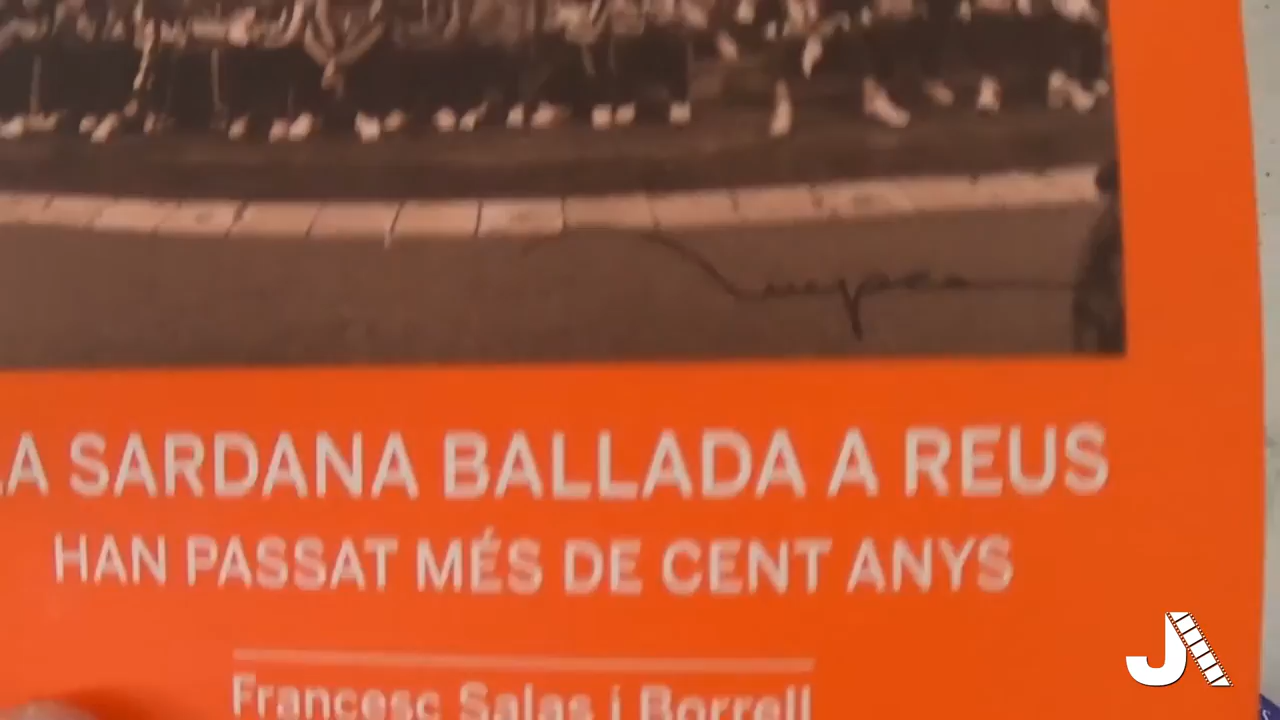 LA SARDANA BALLADA A REUS
HAN PASSAT MÉS DE CENT ANYS
Francesc Salas i Borrell